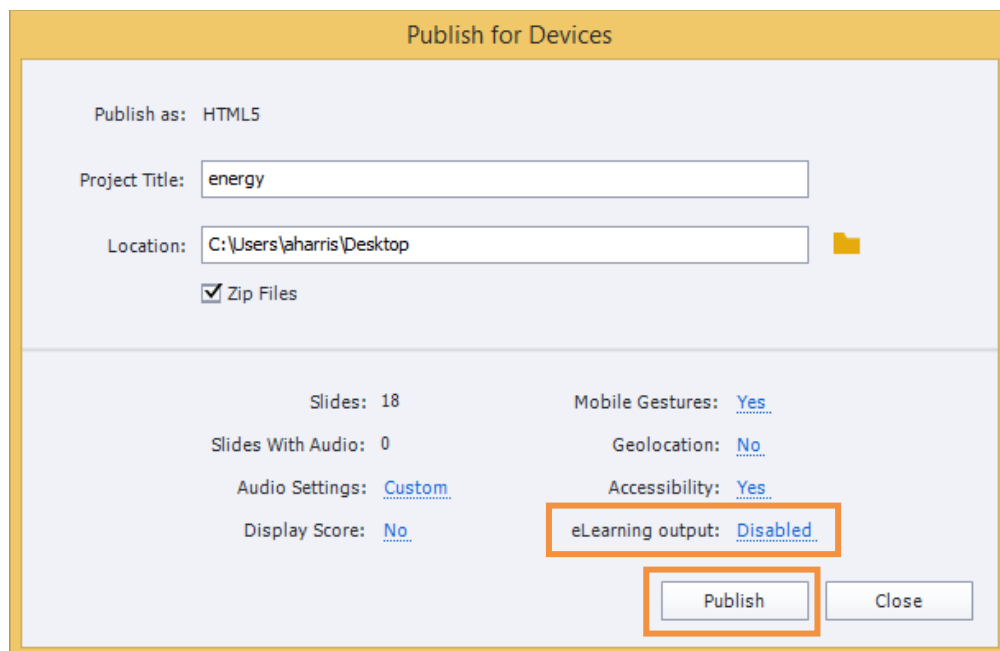 Publish for Devices
Publish as: HTML5
Project Title: energy
Location: C:\Users\aharris\Desktop
Zip Files
Slides: 18 Mobile Gestures: Yes
Slides With Audio: 0 Geolocation: No
Audio Settings: Custom Accessibility: Yes
Display Score: No eLearning output: Disabled
Publish Close